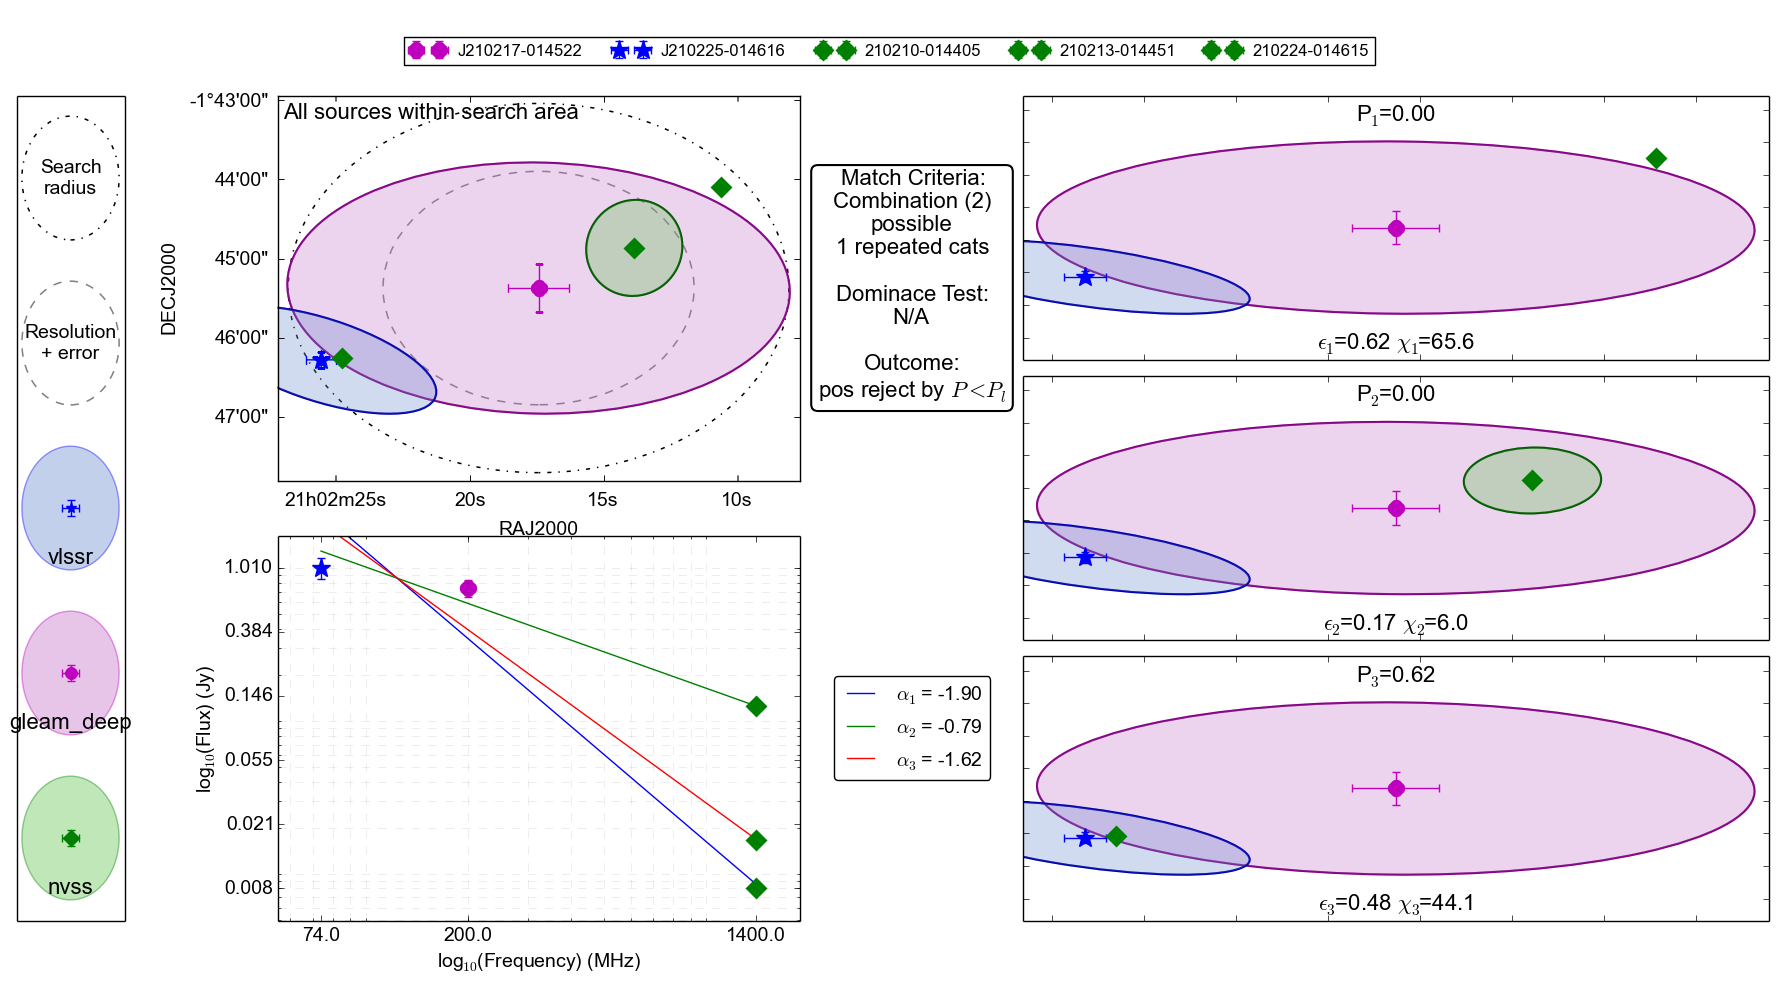 J210217-014522 J210225-014616 210210-014405 210213-014451 210224-014615
Search
radius
Resolution
+ error
vlssr
gleam_deep
nvss
All sources within search area
DECJ2000
-1°43'00"
44'00"
45'00"
46'00"
47'00"
21h02m25s 20s 15s 10s
RAJ2000
Match Criteria:
Combination (2)
possible
1 repeated cats
Dominace Test:
N/A
Outcome:
pos reject by P<P_l
log₁₀(Flux) (Jy)
1.010
0.384
0.146
0.055
0.021
0.008
74.0 200.0 1400.0
log₁₀(Frequency) (MHz)
α₁ = -1.90
α₂ = -0.79
α₃ = -1.62
P₁=0.00
ϵ₁=0.62 χ₁=65.6
P₂=0.00
ϵ₂=0.17 χ₂=6.0
P₃=0.62
ϵ₃=0.48 χ₃=44.1